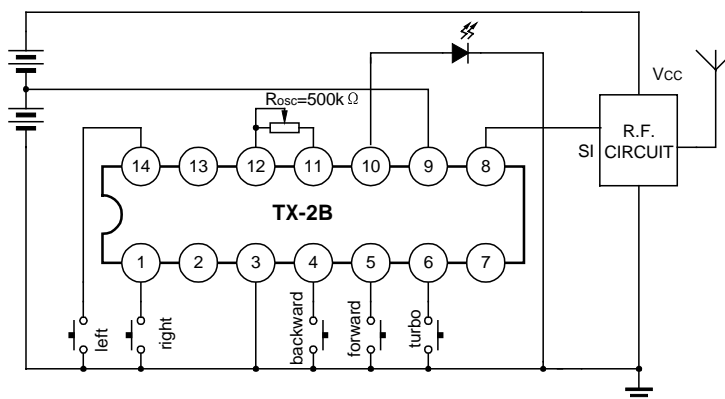 Rosc=500kΩ
Vcc
R.F.
SI CIRCUIT
14 13 12 11 10 9 8
TX-2B
1 2 3 4 5 6 7
left
right
backward
forward
turbo